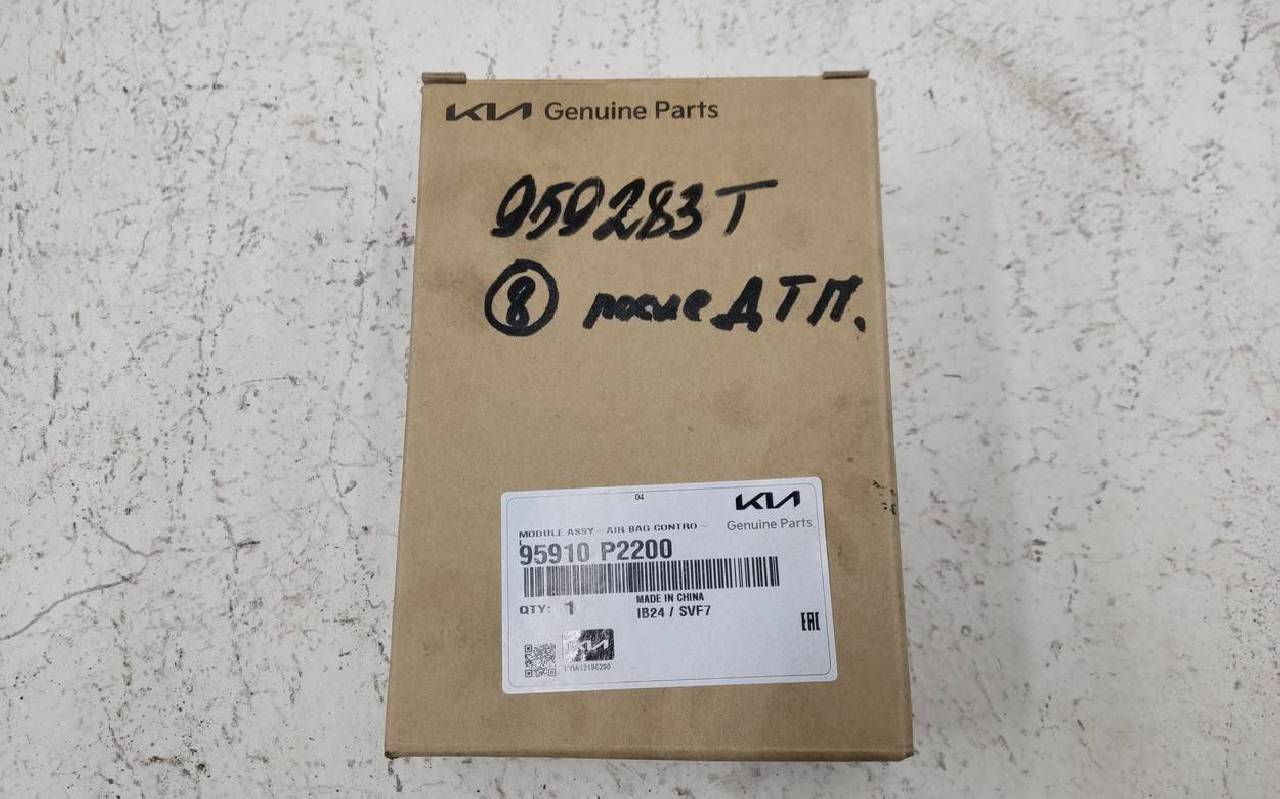 KIA Genuine Parts
959283T
8 после ДТП.
04
KIA
Genuine Parts
MODULE ASSY - AIR BAG CONTRO -
L
95910 P2200
QTY: 1
MADE IN CHINA
IB24 / SVF7
EAC
KIA